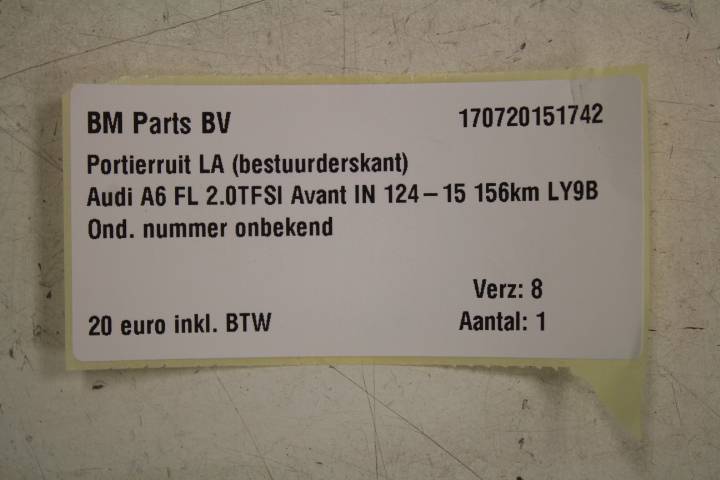 BM Parts BV 170720151742
Portierruit LA (bestuurderskant)
Audi A6 FL 2.0TFSI Avant IN 124-15 156km LY9B
Ond. nummer onbekend
Verz: 8
20 euro inkl. BTW Aantal: 1